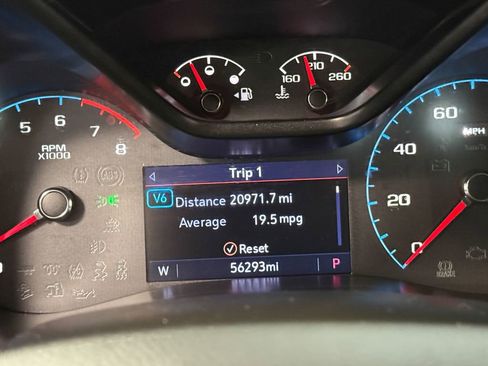 160 210 260
60
MPH
40
20
0
5 6 7 8
RPM
X1000
ABS
Trip 1
V6
Distance 20971.7 mi
Average 19.5 mpg
Reset
W 56293mi P